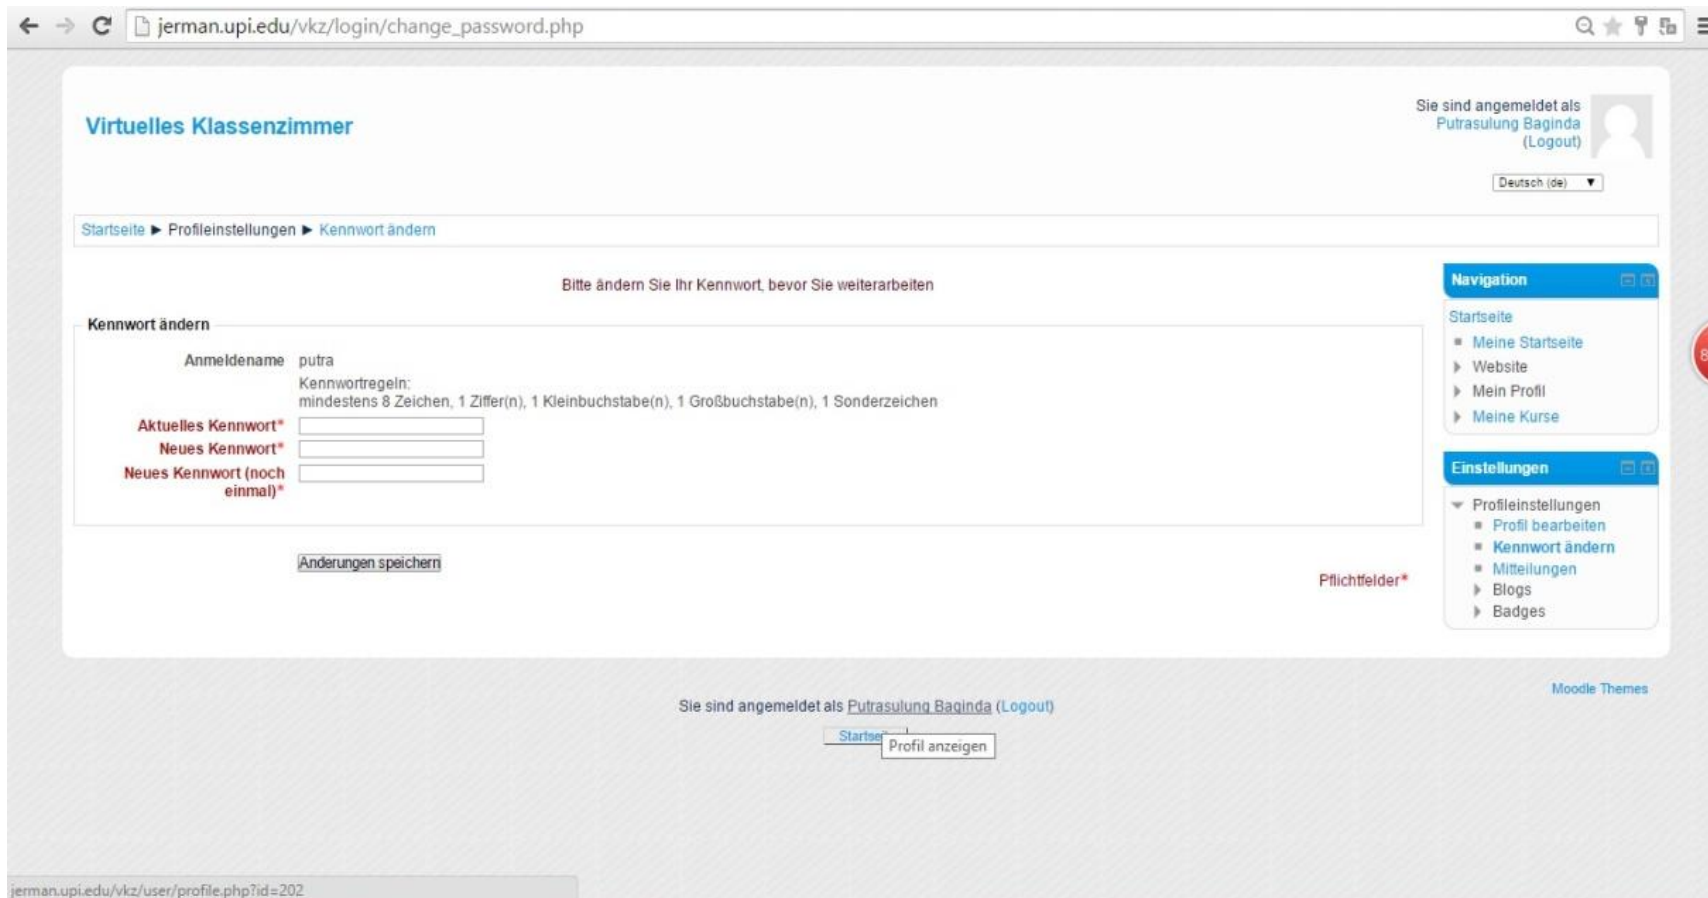 jerman.upi.edu/vkz/login/change_password.php
Virtuelles Klassenzimmer
Sie sind angemeldet als
Putrasulung Baginda
(Logout)
Deutsch (de)
Startseite ► Profileinstellungen ► Kennwort ändern
Bitte ändern Sie Ihr Kennwort, bevor Sie weiterarbeiten
Kennwort ändern
Anmeldename putra
Kennwortregeln:
mindestens 8 Zeichen, 1 Ziffer(n), 1 Kleinbuchstabe(n), 1 Großbuchstabe(n), 1 Sonderzeichen
Aktuelles Kennwort*
Neues Kennwort*
Neues Kennwort (noch
einmal)*
Änderungen speichern
Pflichtfelder*
Navigation
Startseite
Meine Startseite
Website
Mein Profil
Meine Kurse
8
Einstellungen
Profileinstellungen
Profil bearbeiten
Kennwort ändern
Mitteilungen
Blogs
Badges
Moodle Themes
Sie sind angemeldet als Putrasulung Baginda (Logout)
Profil anzeigen
jerman.upi.edu/vkz/user/profile.php?id=202